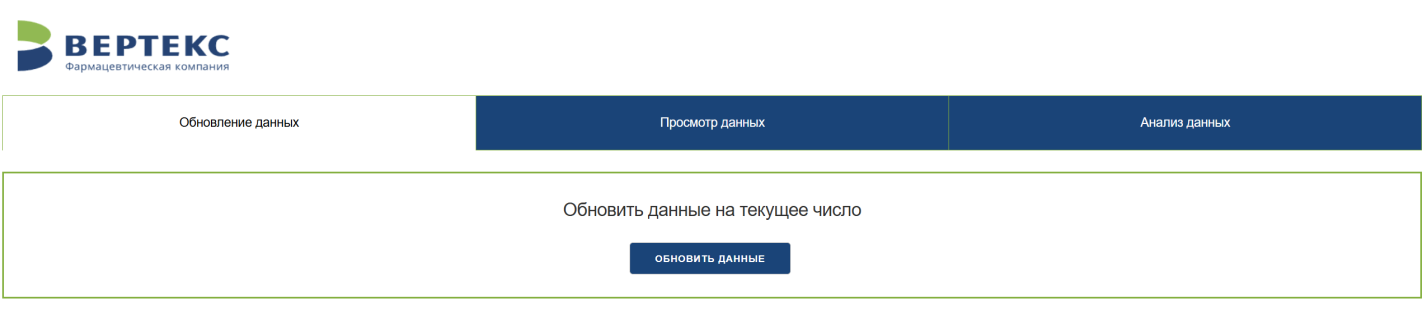 ВЕРТЕКС
Фармацевтическая компания
Обновление данных
Просмотр данных
Анализ данных
Обновить данные на текущее число
ОБНОВИТЬ ДАННЫЕ